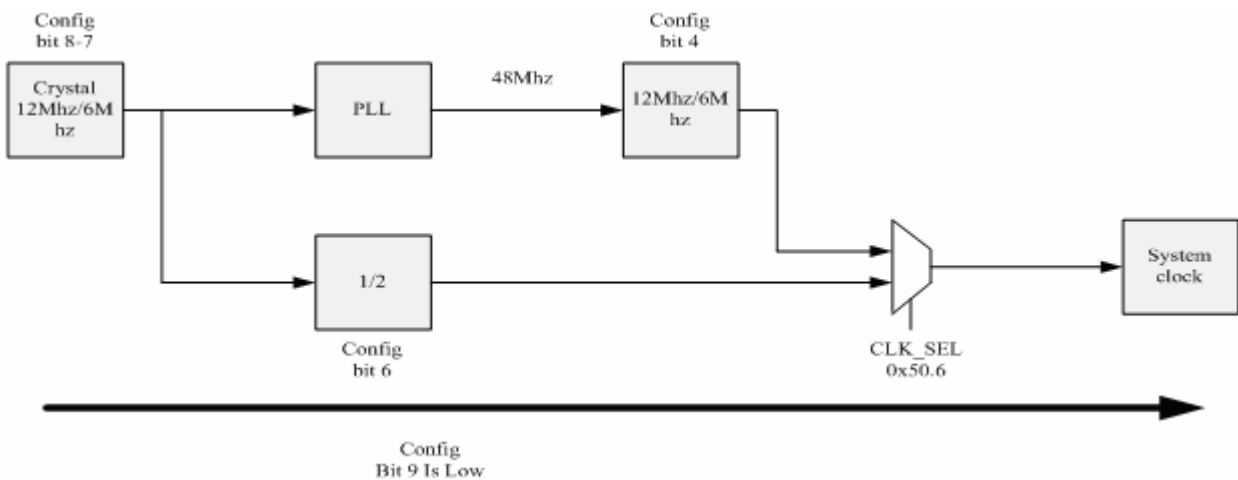 Config
bit 8-7
Config
bit 4
Crystal
12Mhz/6M
hz
PLL
48Mhz
12Mhz/6M
hz
1/2
Config
bit 6
System
clock
CLK_SEL
0x50.6
Config
Bit 9 Is Low